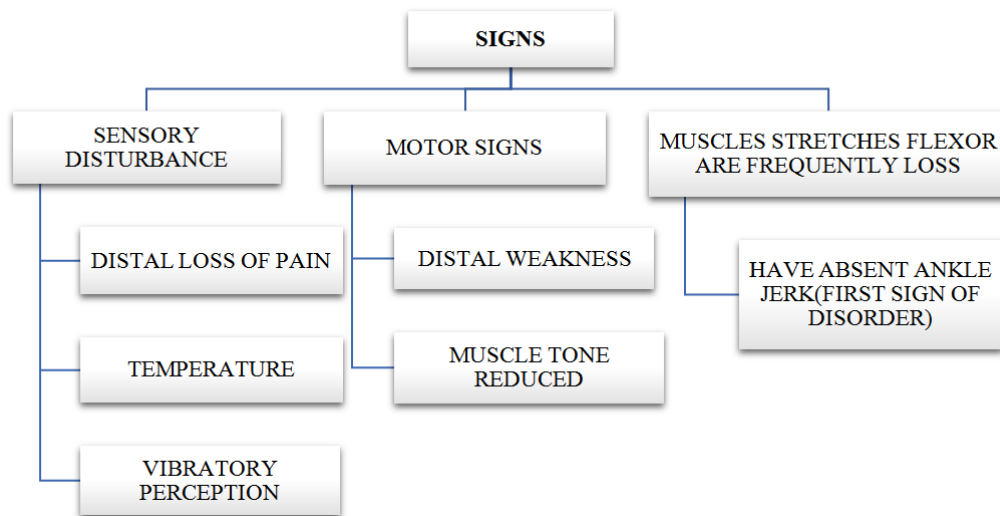 SIGNS
SENSORY
DISTURBANCE
DISTAL LOSS OF PAIN
TEMPERATURE
VIBRATORY
PERCEPTION
MOTOR SIGNS
DISTAL WEAKNESS
MUSCLE TONE
REDUCED
MUSCLES STRETCHES FLEXOR
ARE FREQUENTLY LOSS
HAVE ABSENT ANKLE
JERK(FIRST SIGN OF
DISORDER)